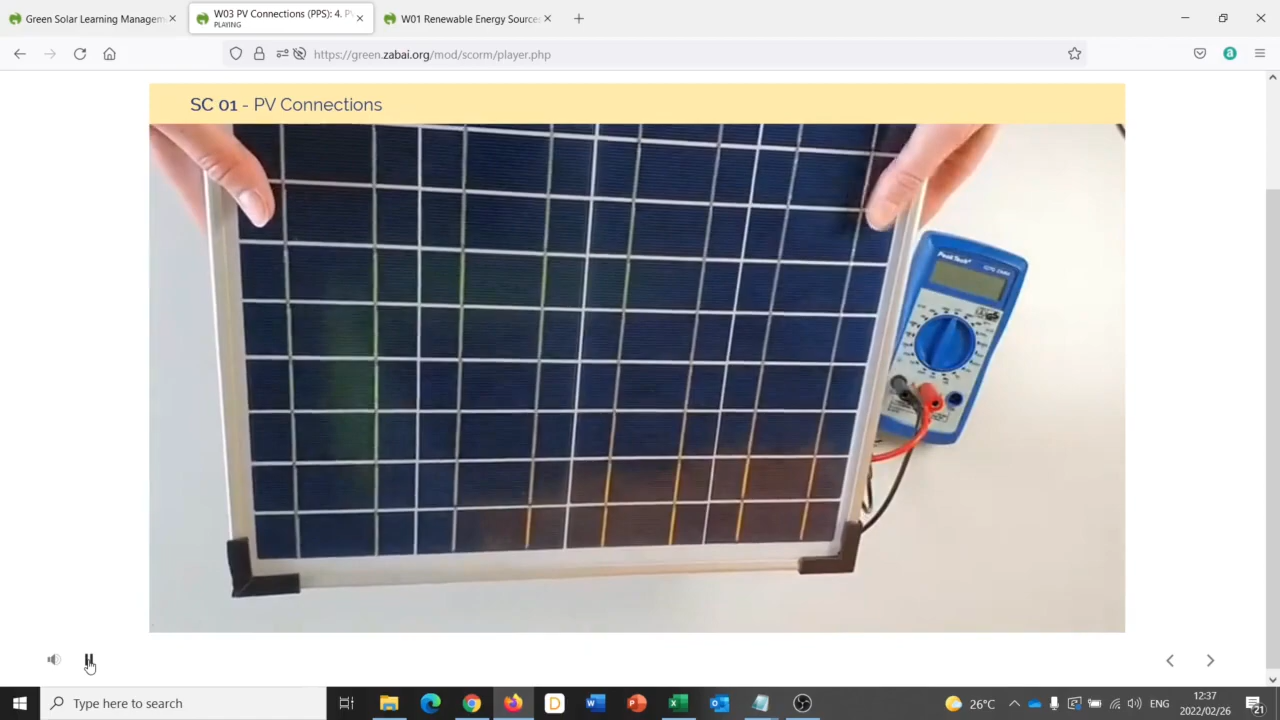 Green Solar Learning Managem
W03 PV Connections (PPS): 4. P
PLAYING
W01 Renewable Energy Source
https://green.zabai.org/mod/scorm/player.php
a
SC 01 - PV Connections
PeakTech
Type here to search
D
26°C
ENG
12:37
2022/02/26
21